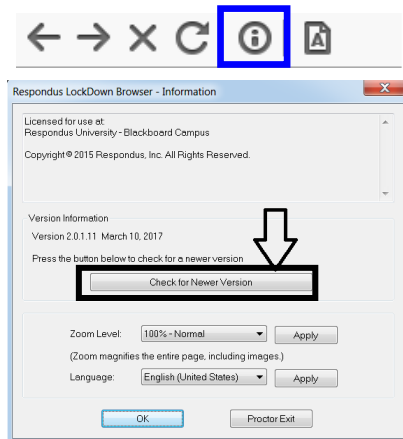 Respondus LockDown Browser - Information
Licensed for use at:
Respondus University - Blackboard Campus
Copyright © 2015 Respondus, Inc. All Rights Reserved.
Version Information
Version 2.0.1.11 March 10, 2017
Press the button below to check for a newer version
Check for Newer Version
Zoom Level: 100% - Normal Apply
(Zoom magnifies the entire page, including images.)
Language: English (United States) Apply
OK Proctor Exit